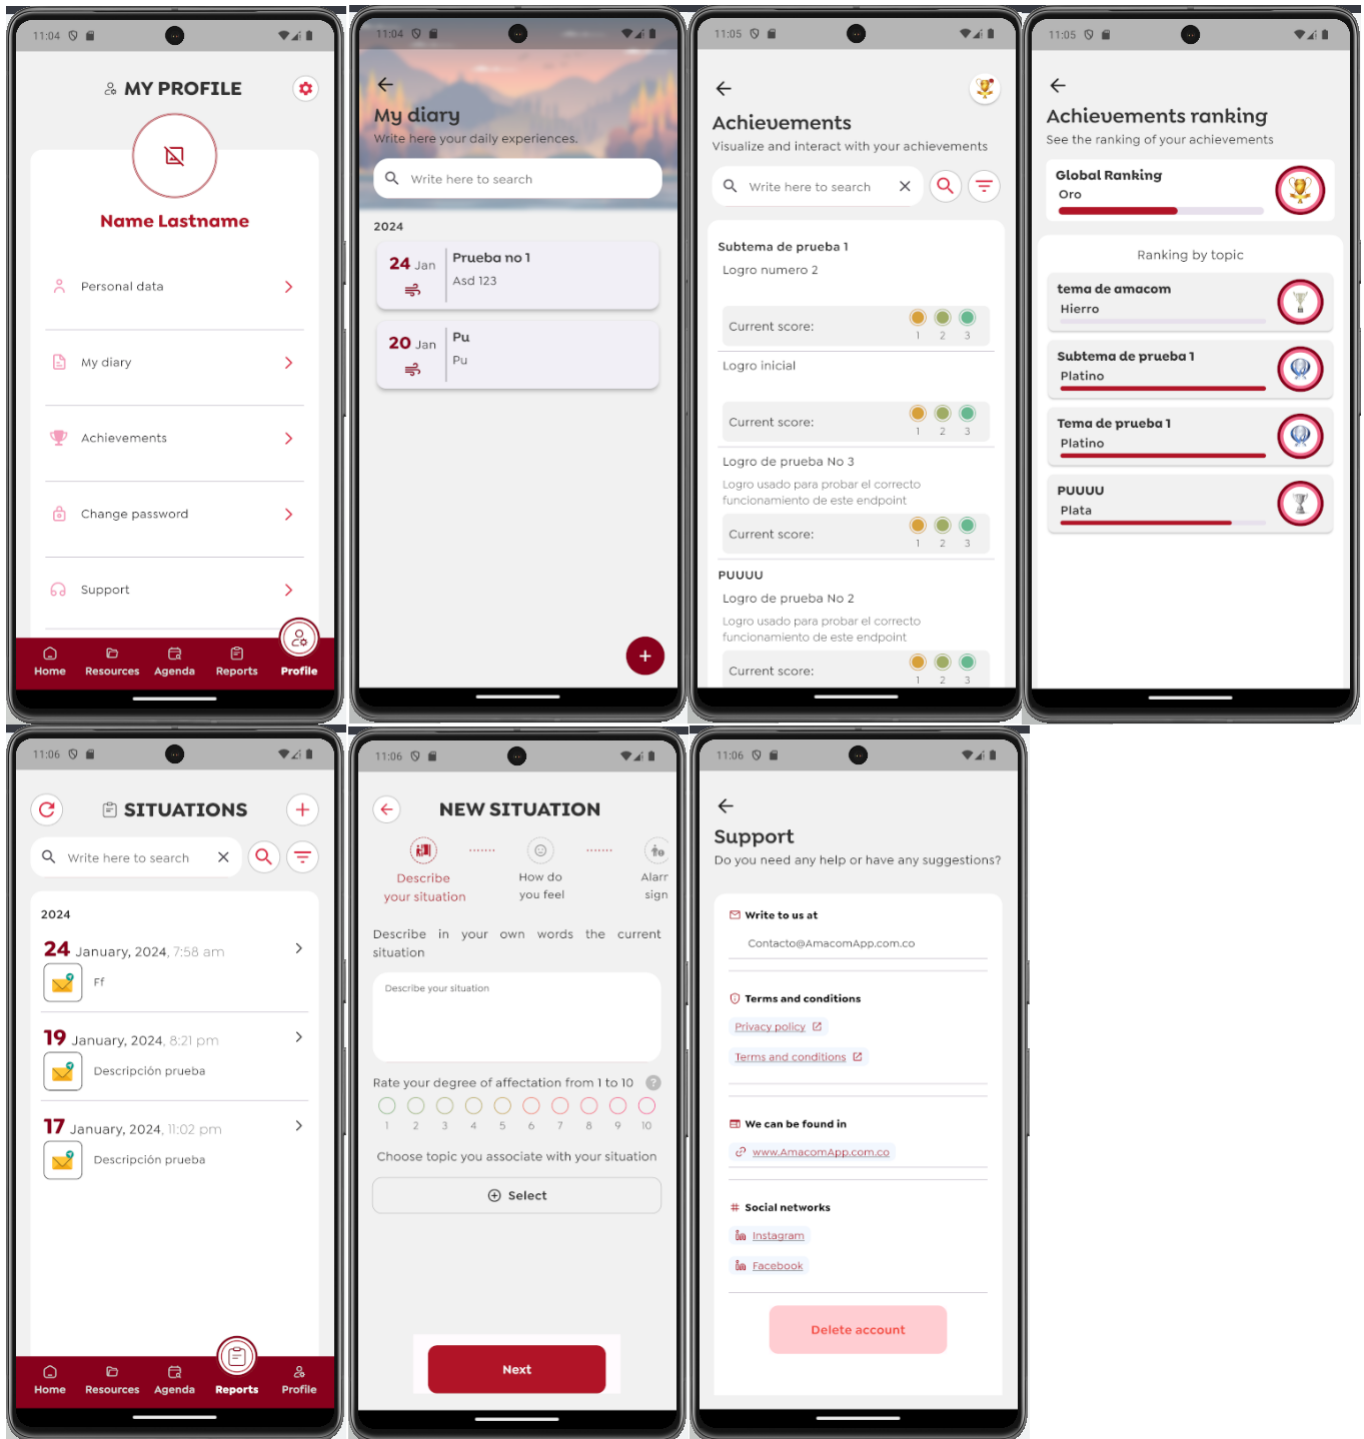 11:04
MY PROFILE
Name Lastname
Personal data
My diary
Achievements
Change password
Support
Home Resources Agenda Reports Profile
11:04
My diary
Write here your daily experiences.
Write here to search
2024
24 Jan
Prueba no 1
Asd 123
20 Jan
Pu
Pu
+
11:05
Achievements
Visualize and interact with your achievements
Write here to search
Subtema de prueba 1
Logro numero 2
Current score:
1 2 3
Logro inicial
Current score:
1 2 3
Logro de prueba No 3
Logro usado para probar el correcto
funcionamiento de este endpoint
Current score:
1 2 3
PUUUU
Logro de prueba No 2
Logro usado para probar el correcto
funcionamiento de este endpoint
Current score:
1 2 3
11:05
Achievements ranking
See the ranking of your achievements
Global Ranking
Oro
Ranking by topic
tema de amacom
Hierro
Subtema de prueba 1
Platino
Tema de prueba 1
Platino
PUUUU
Plata
11:06
SITUATIONS
Write here to search
2024
24 January, 2024, 7:58 am
Ff
19 January, 2024, 8:21 pm
Descripción prueba
17 January, 2024, 11:02 pm
Descripción prueba
Home Resources Agenda Reports Profile
11:06
NEW SITUATION
Describe
your situation
How do
you feel
Alarr
sign
Describe in your own words the current
situation
Describe your situation
Rate your degree of affectation from 1 to 10 ?
1 2 3 4 5 6 7 8 9 10
Choose topic you associate with your situation
Select
Next
11:06
Support
Do you need any help or have any suggestions?
Write to us at
Contacto@AmacomApp.com.co
Terms and conditions
Privacy policy
Terms and conditions
We can be found in
www.AmacomApp.com.co
# Social networks
Instagram
Facebook
Delete account